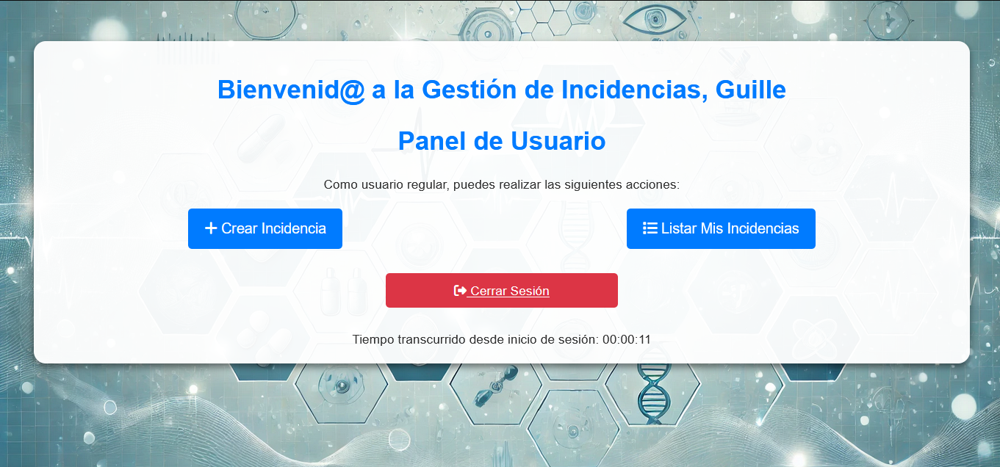 Bienvenid@ a la Gestión de Incidencias, Guille
Panel de Usuario
Como usuario regular, puedes realizar las siguientes acciones:
Crear Incidencia
Listar Mis Incidencias
Cerrar Sesión
Tiempo transcurrido desde inicio de sesión: 00:00:11